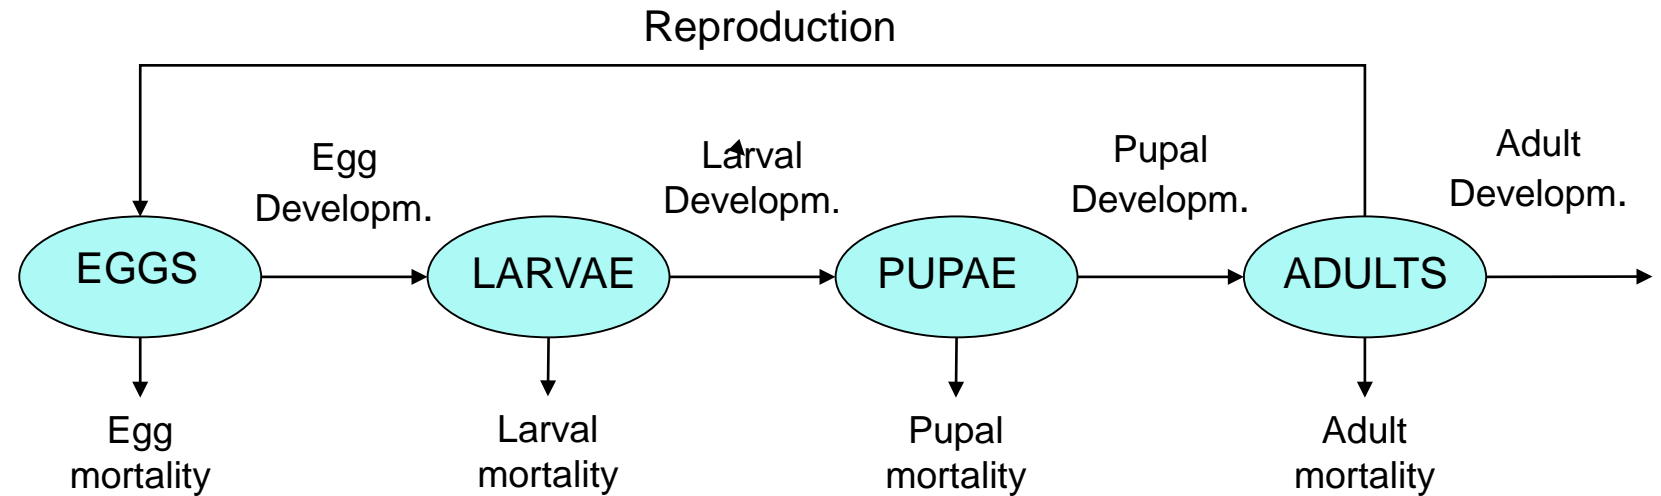 Reproduction
Egg
Developm.
Larval
Developm.
Pupal
Developm.
Adult
Developm.
EGGS
LARVAE
PUPAE
ADULTS
Egg
mortality
Larval
mortality
Pupal
mortality
Adult
mortality